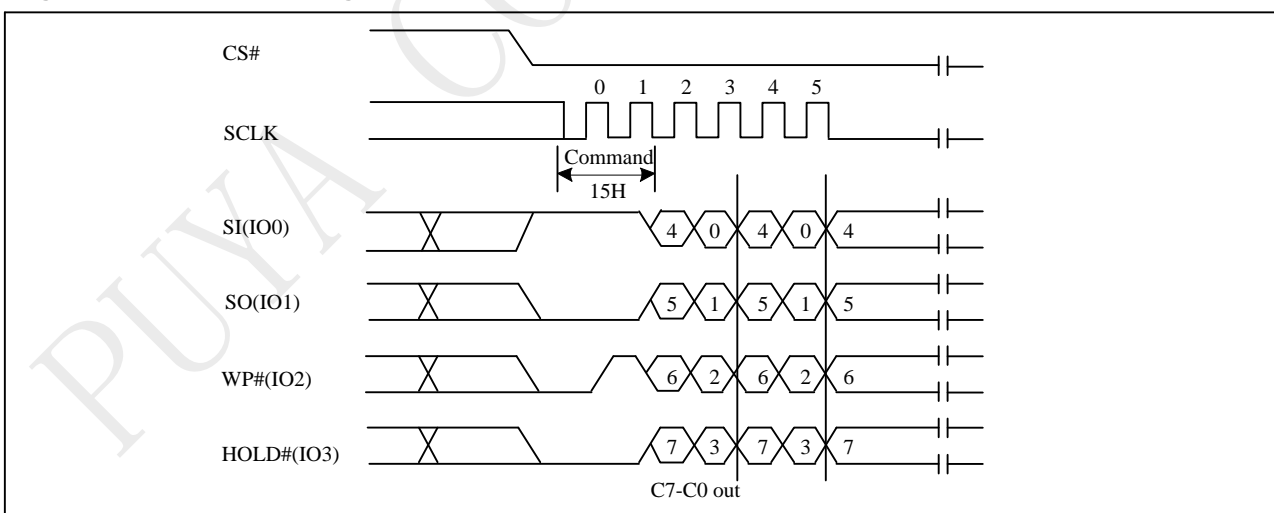 CS#
0 1 2 3 4 5
SCLK
Command
15H
SI(IO0)
4 0 4 0 4
SO(IO1)
5 1 5 1 5
WP#(IO2)
6 2 6 2 6
HOLD#(IO3)
7 3 7 3 7
C7-C0 out
PUYA CO